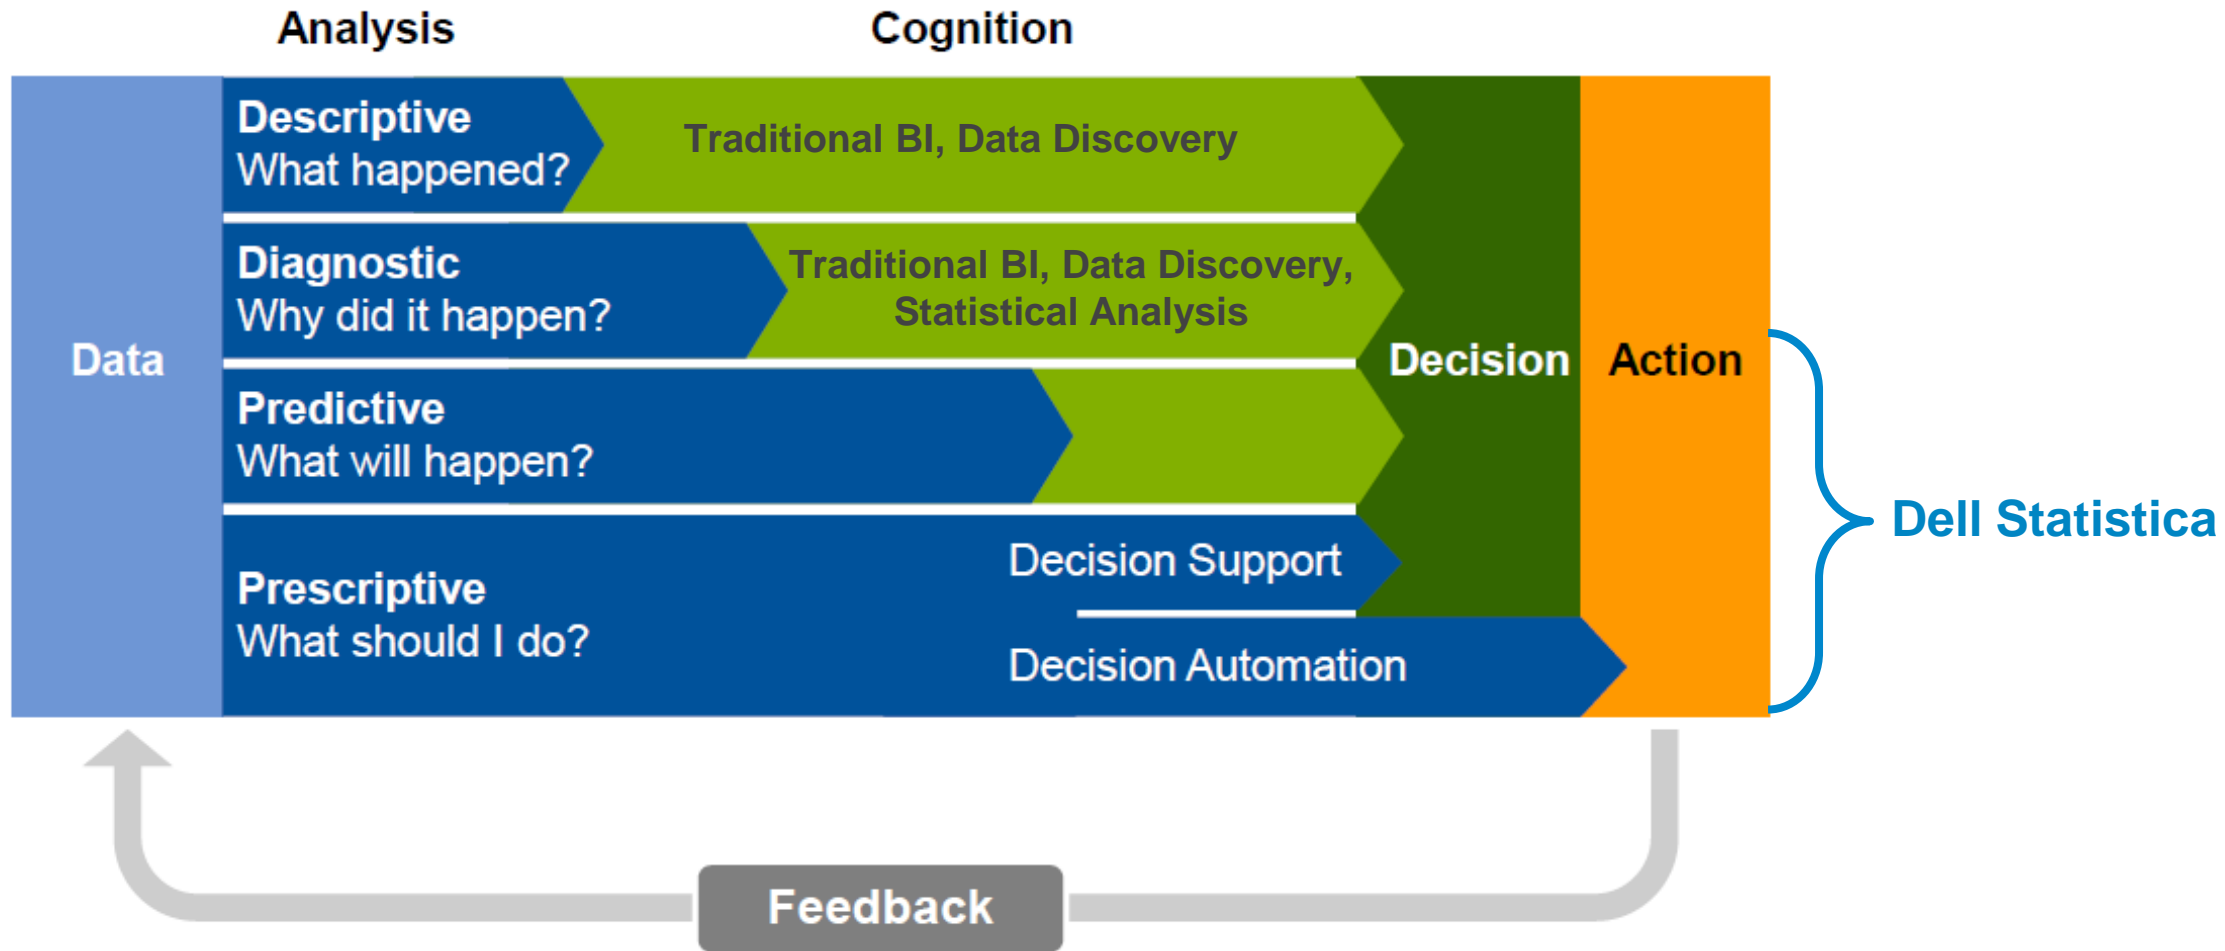 Analysis
Cognition
Data
Descriptive
What happened?
Traditional BI, Data Discovery
Diagnostic
Why did it happen?
Traditional BI, Data Discovery,
Statistical Analysis
Predictive
What will happen?
Prescriptive
What should I do?
Decision Support
Decision Automation
Decision
Action
Dell Statistica
Feedback